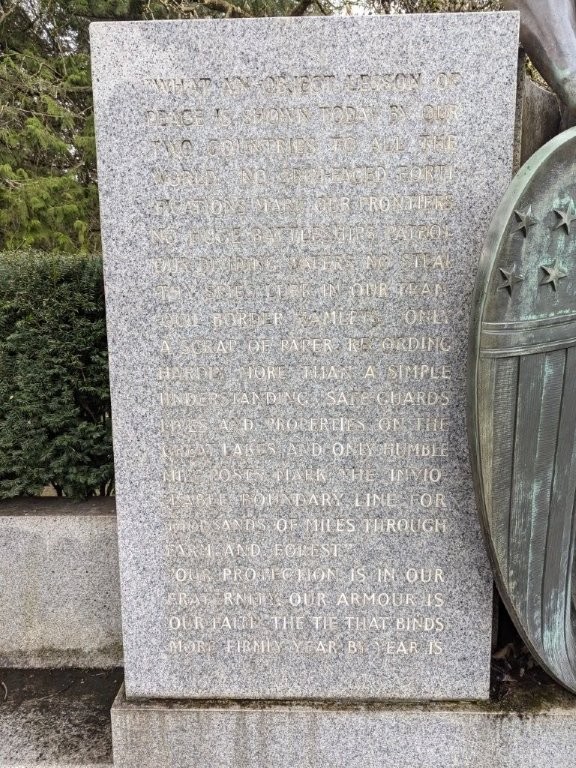 "WHAT AN OBJECT LESSON OF
PEACE IS SHOWN TODAY BY OUR
TWO COUNTRIES TO ALL THE
WORLD. NO GRIM-FACED FORTI
FICATIONS MARK OUR FRONTIERS
NO HUGE BATTLESHIPS PATROL
OUR DIVIDING WATERS, NO STEAL
THY SPIES LURK IN OUR TRAN
QUIL BORDER HAMLETS. ONLY
A SCRAP OF PAPER, RECORDING
HARDLY MORE THAN A SIMPLE
UNDERSTANDING, SAFE-GUARDS
LIVES AND PROPERTIES ON THE
GREAT LAKES, AND ONLY HUMBLE
MILE-POSTS MARK THE INVIO-
LABLE BOUNDARY LINE FOR
THOUSANDS OF MILES THROUGH
FARM AND FOREST."
"OUR PROTECTION IS IN OUR
FRATERNITY, OUR ARMOUR IS
OUR FAITH; THE TIE THAT BINDS
MORE FIRMLY YEAR BY YEAR IS